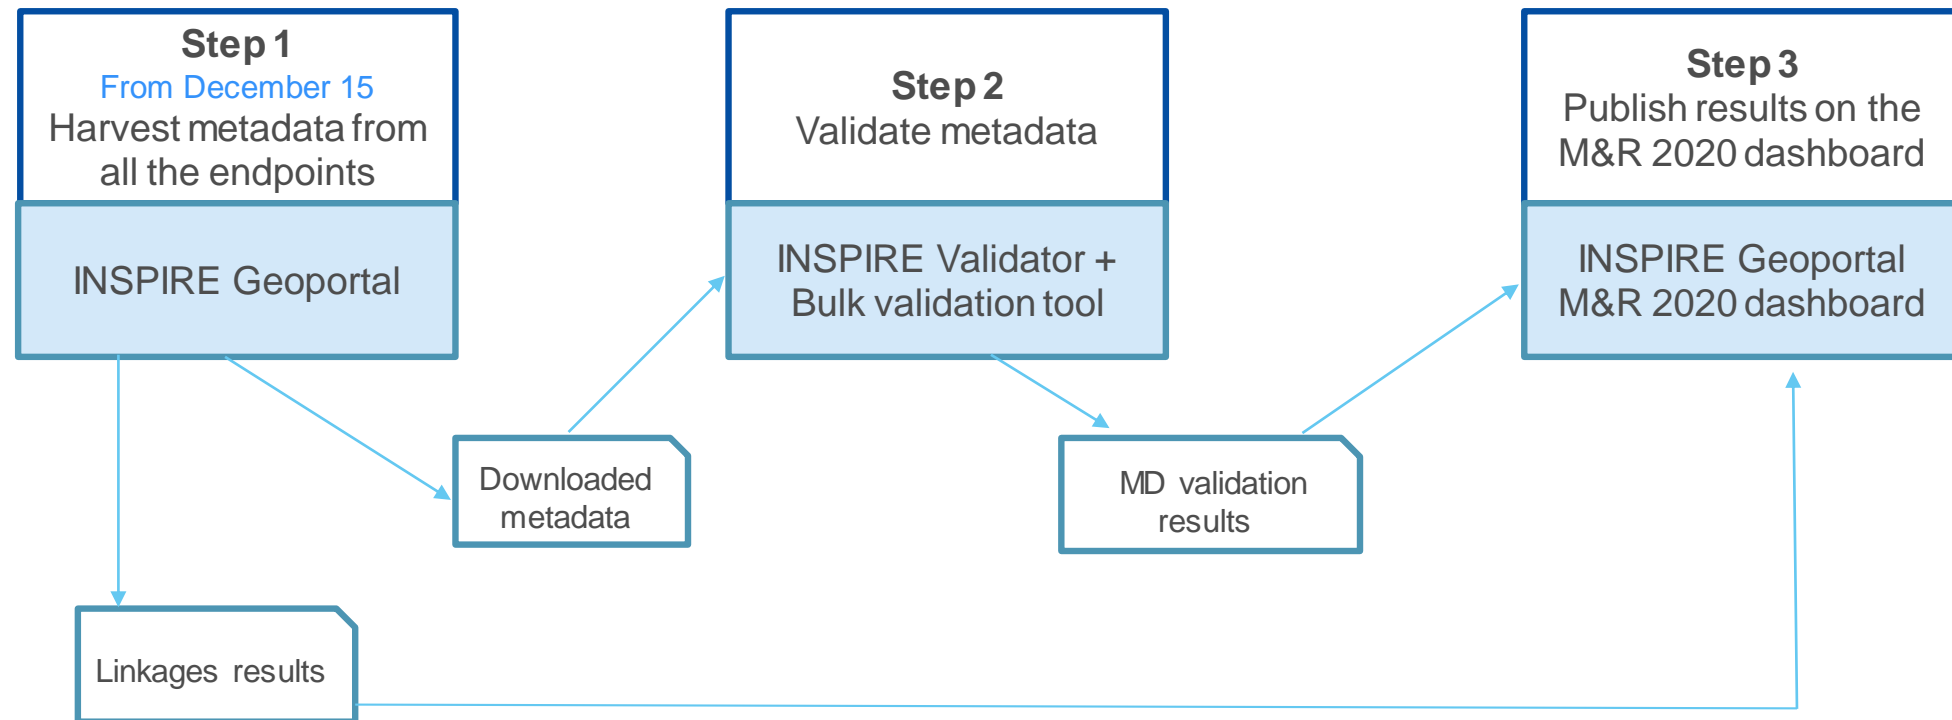 Step 1
From December 15
Harvest metadata from
all the endpoints
INSPIRE Geoportal
Step 2
Validate metadata
INSPIRE Validator +
Bulk validation tool
Step 3
Publish results on the
M&R 2020 dashboard
INSPIRE Geoportal
M&R 2020 dashboard
Downloaded
metadata
MD validation
results
Linkages results